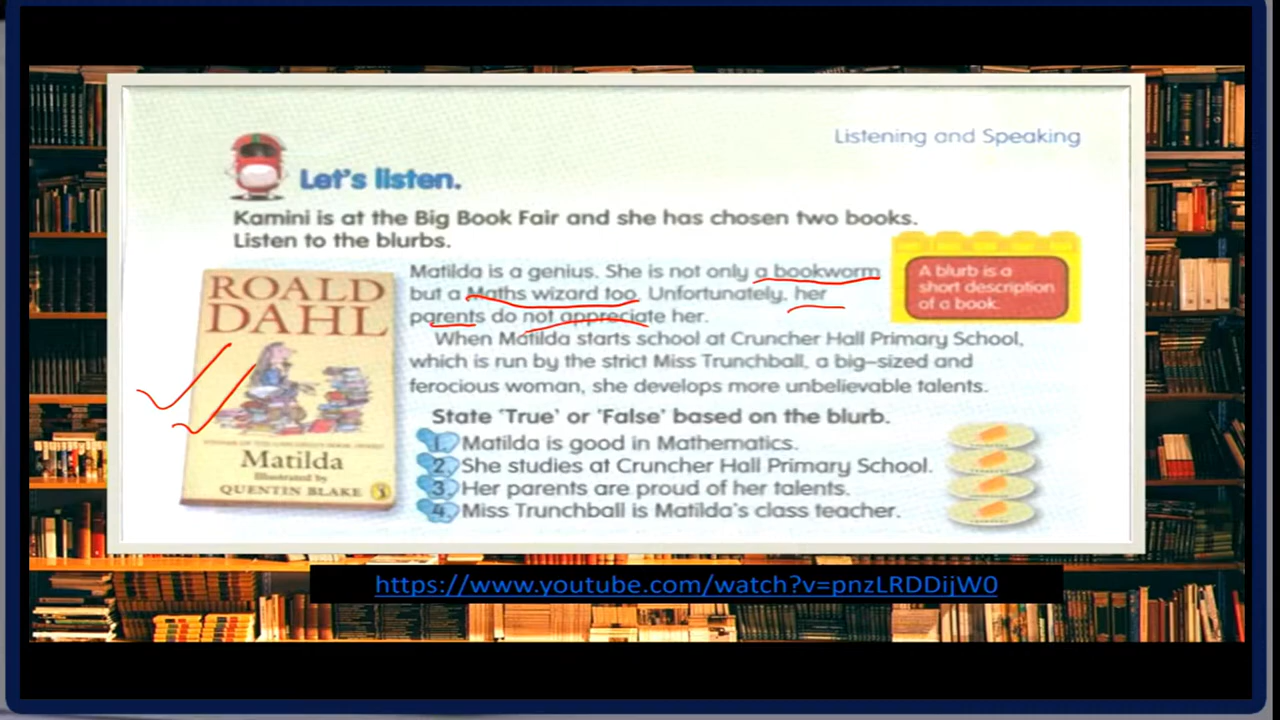 Listening and Speaking
Let's listen.
Kamini is at the Big Book Fair and she has chosen two books.
Listen to the blurbs.
ROALD
DAHL
Matilda
Illustrated by
QUENTIN BLAKE
Matilda is a genius. She is not only a bookworm
but a Maths wizard too. Unfortunately, her
parents do not appreciate her.
When Matilda starts school at Cruncher Hall Primary School,
which is run by the strict Miss Trunchball, a big-sized and
ferocious woman, she develops more unbelievable talents.
A blurb is a
short description
of a book.
State 'True' or 'False' based on the blurb.
1. Matilda is good in Mathematics.
2. She studies at Cruncher Hall Primary School.
3. Her parents are proud of her talents.
4. Miss Trunchball is Matilda's class teacher.
https://www.youtube.com/watch?v=pnzLRDDijW0